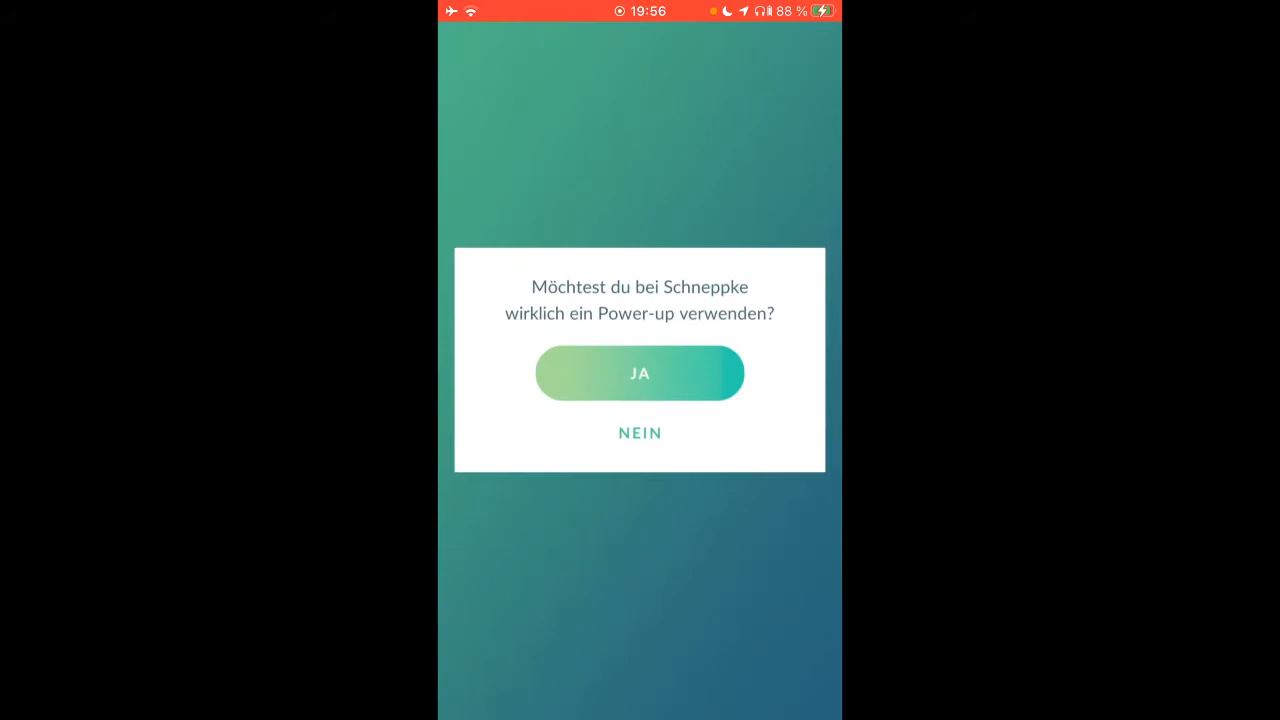 19:56 88 %
Möchtest du bei Schneppke
wirklich ein Power-up verwenden?
JA
NEIN